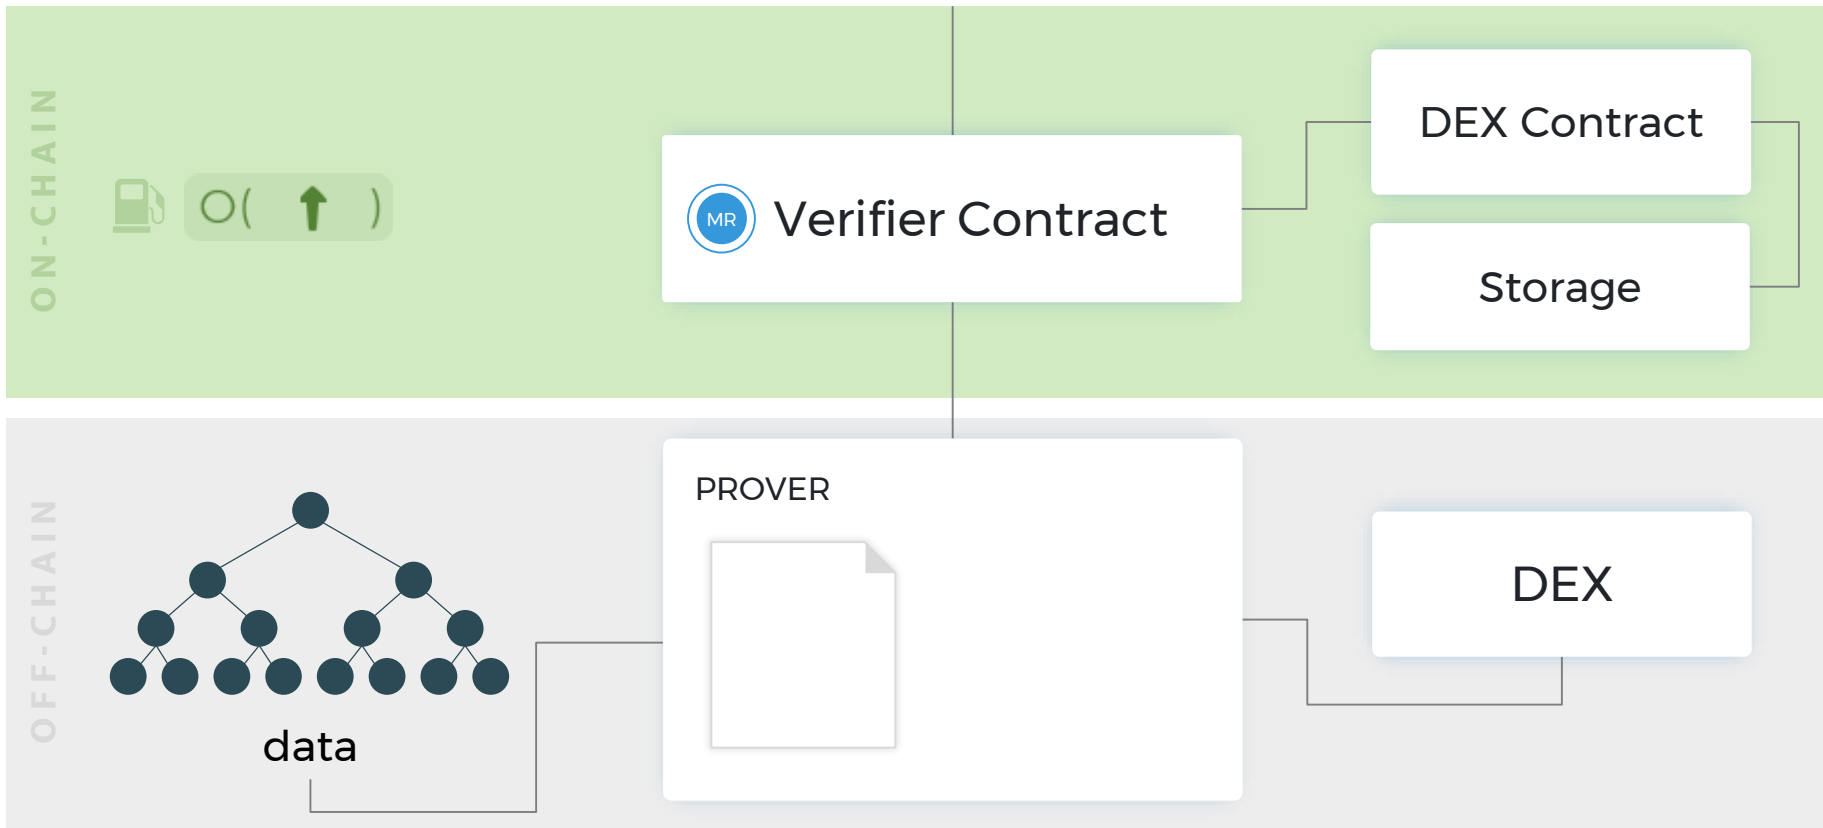 ON-CHAIN
O( ↑ )
MR
Verifier Contract
DEX Contract
Storage
OFF-CHAIN
data
PROVER
DEX